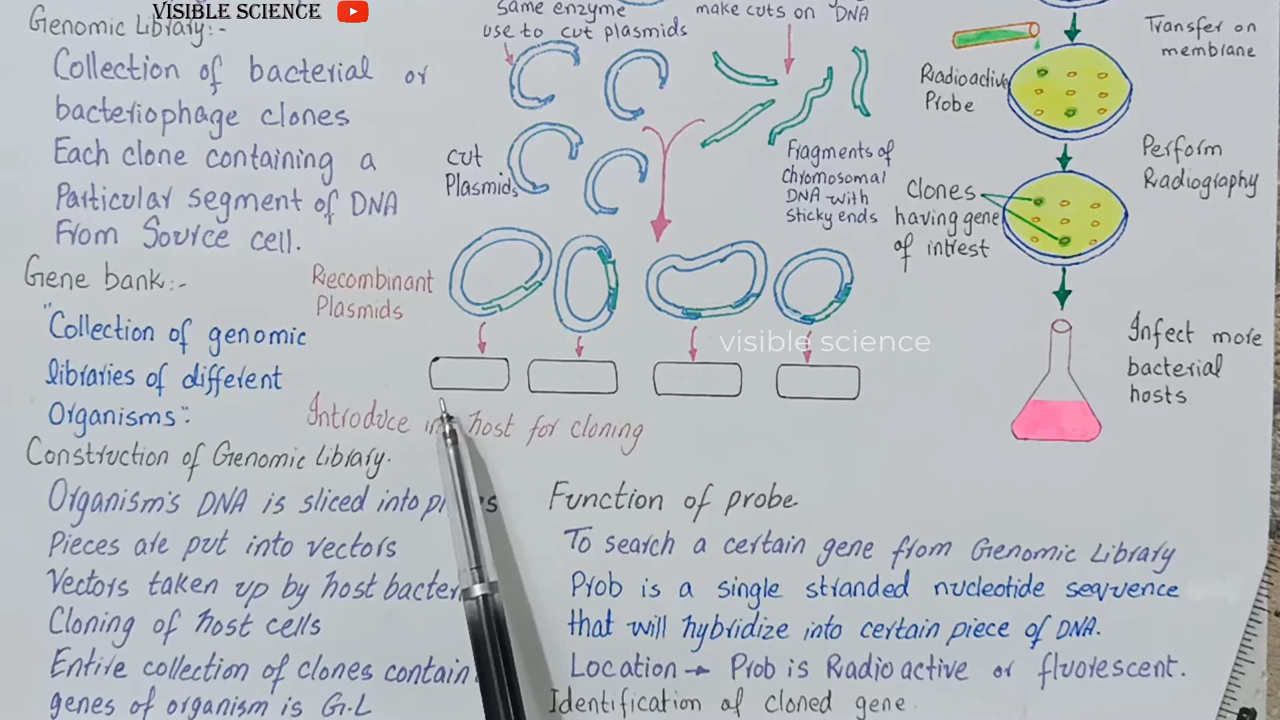 VISIBLE SCIENCE
Genomic Library:-
Collection of bacterial or
bacteriophage clones
Each clone containing a
Particular segment of DNA
From Source cell.
Gene bank:-
"Collection of genomic
libraries of different
Organisms".
Construction of Genomic Library.
Organism's DNA is sliced into
Pieces are put into vectors
Vectors taken up by host
Cloning of host cells
Entire collection of clones contain
genes of organism is G.L
Same enzyme
use to cut plasmids
make cuts on DNA
cut
Plasmids
Fragments of
chromosomal
DNA with
sticky ends
Recombinant
Plasmids
visible science
Introduce host for cloning
Transfer on
membrane
Radioactive
Probe
Perform
Radiography
Clones
having gene
of intrest
Infect more
bacterial
hosts
Function of probe
To search a certain gene from Genomic Library
Prob is a single stranded nucleotide seqvence
that will hybridize into certain piece of DNA.
Location → Prob is Radioactive or fluorescent.
Identification of cloned gene